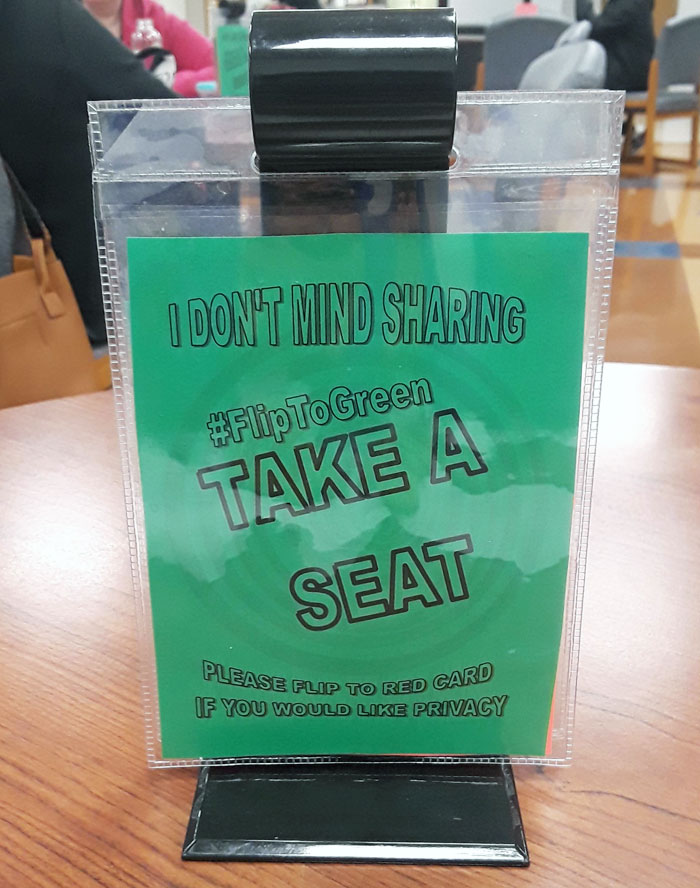 I DON'T MIND SHARING
#FlipToGreen
TAKE A
SEAT
PLEASE FLIP TO RED CARD
IF YOU WOULD LIKE PRIVACY